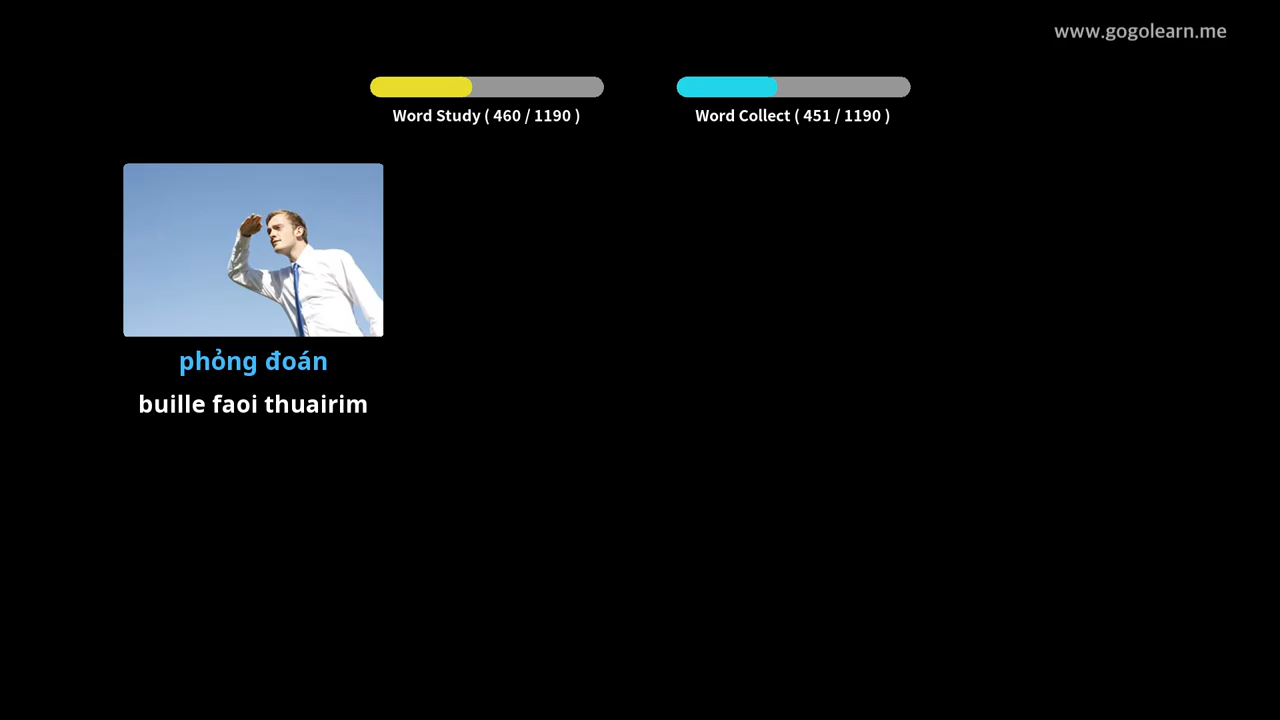 www.gogolearn.me
Word Study ( 460 / 1190 )
Word Collect ( 451 / 1190 )
phỏng đoán
buille faoi thuairim